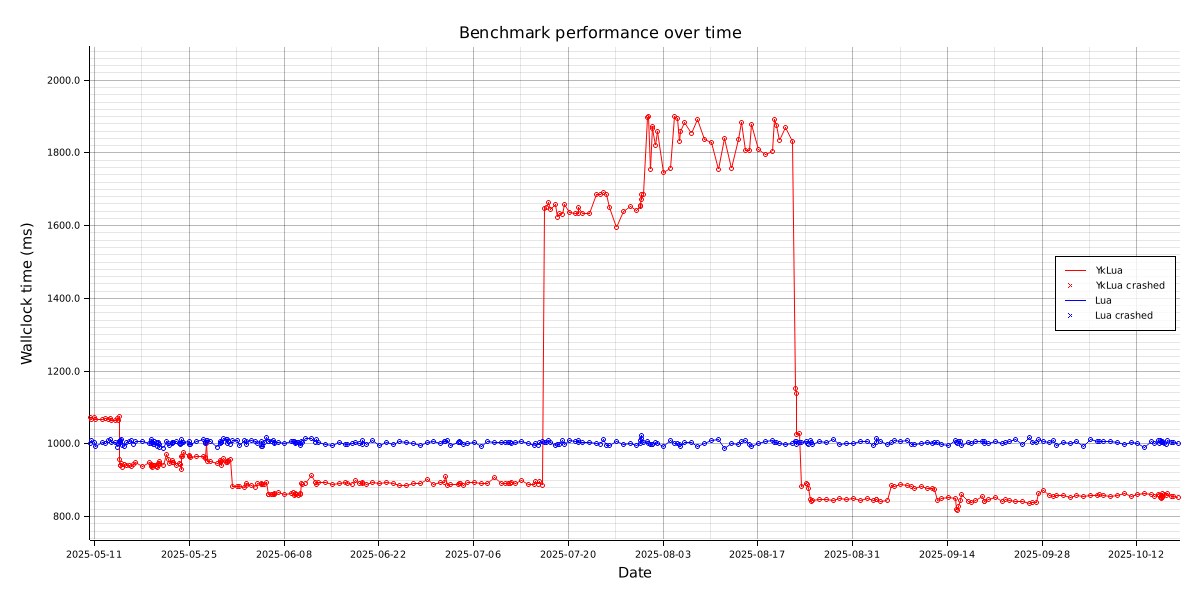 Benchmark performance over time
Wallclock time (ms)
2000.0
1800.0
1600.0
1400.0
1200.0
1000.0
800.0
YkLua
YkLua crashed
Lua
Lua crashed
2025-05-11 2025-05-25 2025-06-08 2025-06-22 2025-07-06 2025-07-20 2025-08-03 2025-08-17 2025-08-31 2025-09-14 2025-09-28 2025-10-12
Date